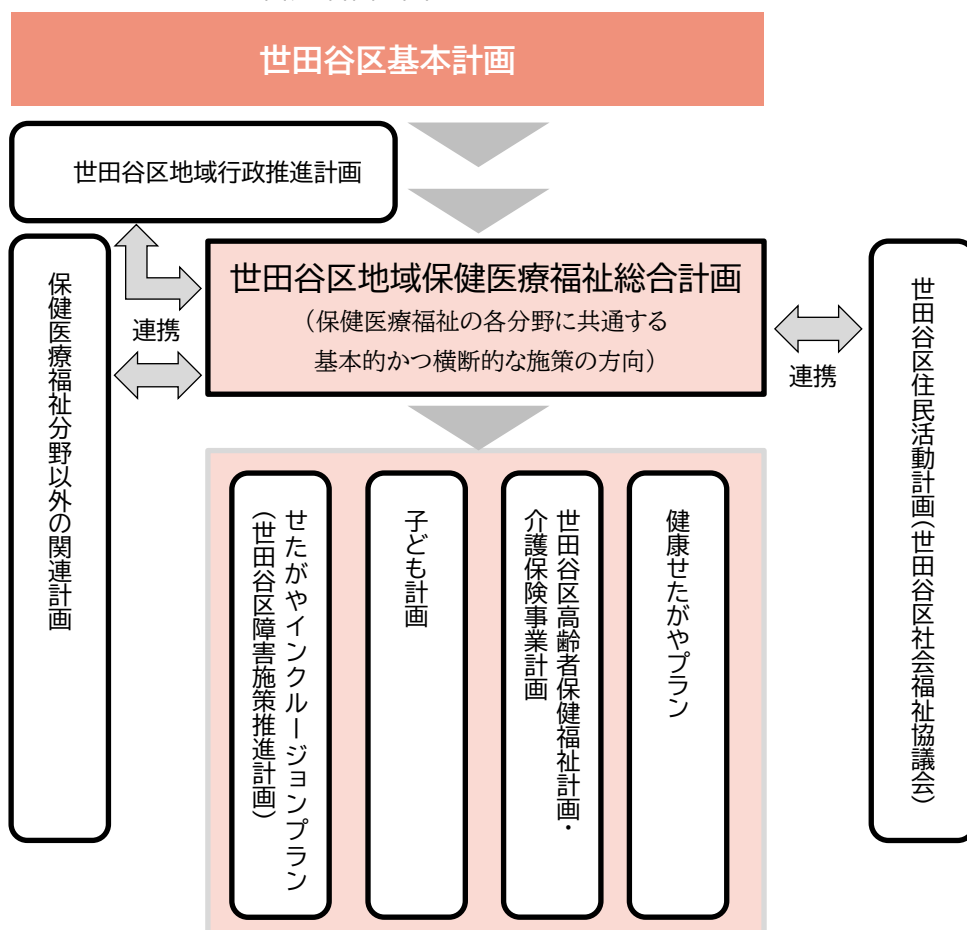 世田谷区基本計画
世田谷区地域行政推進計画
世田谷区地域保健医療福祉総合計画
（保健医療福祉の各分野に共通する
基本的かつ横断的な施策の方向）
連携
連携
保健医療福祉分野以外の関連計画
せたがやインクルージョンプラン
（世田谷区障害施策推進計画）
子ども計画
世田谷区高齢者保健福祉計画・
介護保険事業計画
健康せたがやプラン
世田谷区住民活動計画（世田谷区社会福祉協議会）